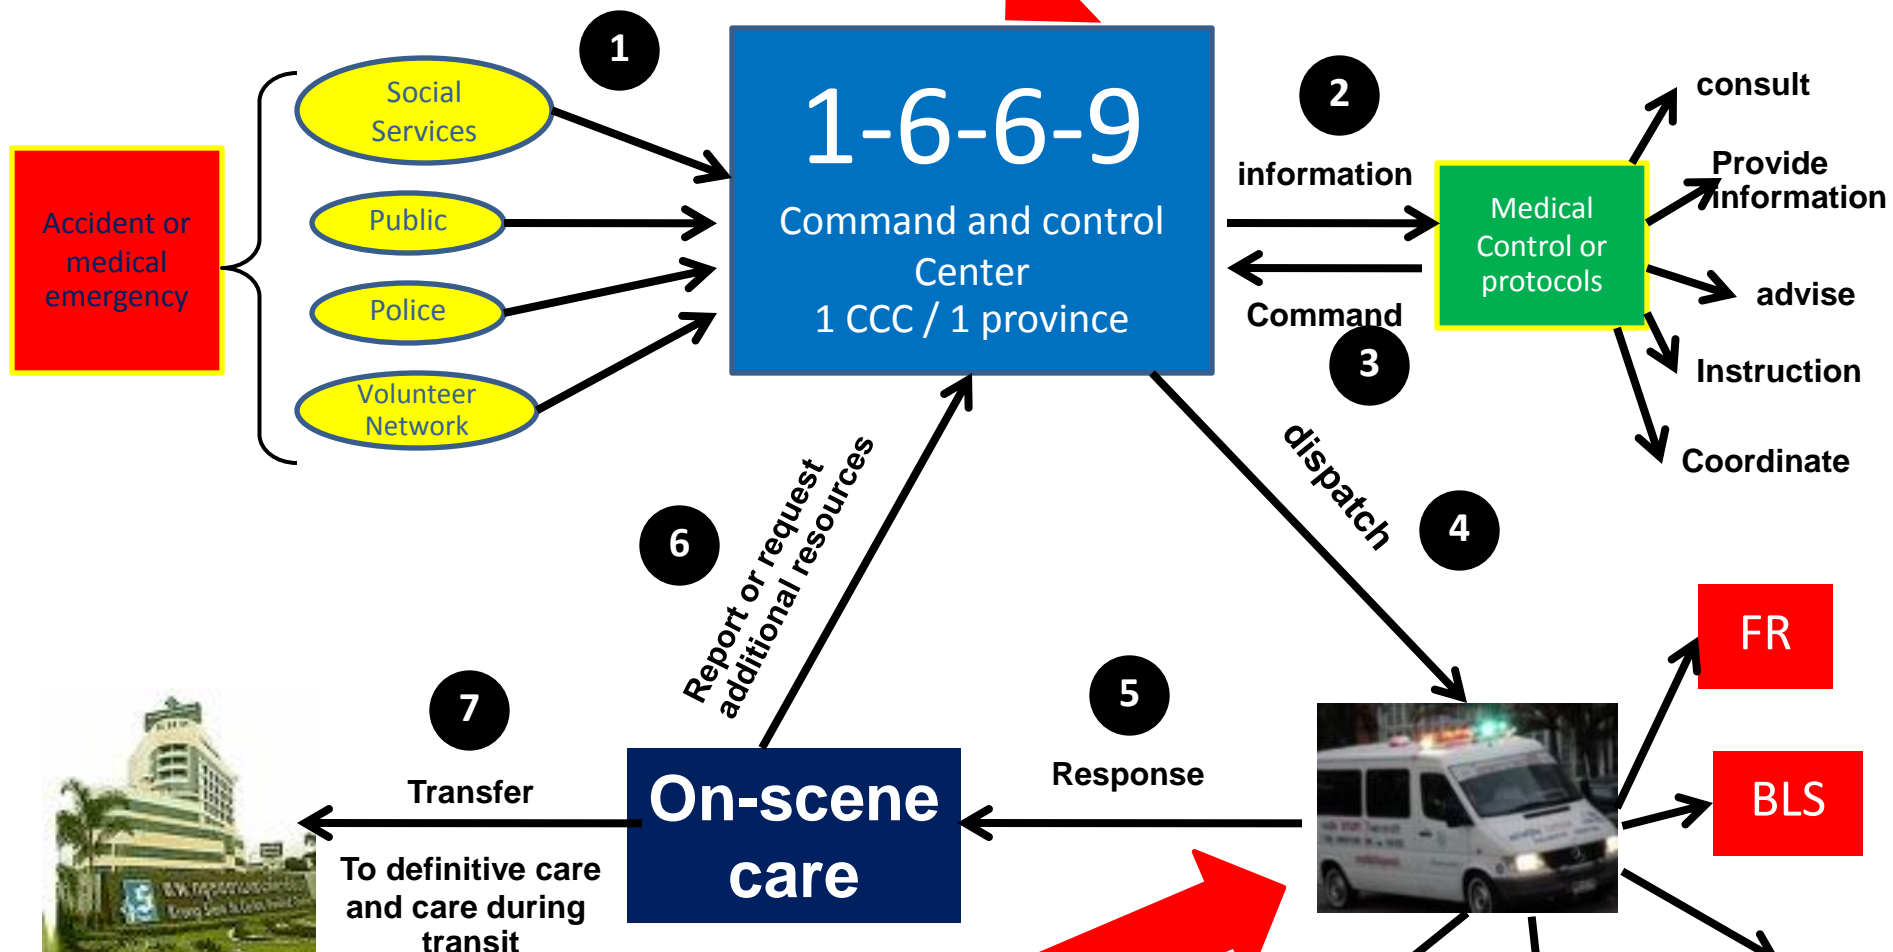 1
Social
Services
Public
Police
Volunteer
Network
Accident or
medical
emergency
1-6-6-9
Command and control
Center
1 CCC / 1 province
2
information
Command
3
Medical
Control or
protocols
consult
Provide
information
advise
Instruction
Coordinate
dispatch
4
6
Report or request
additional resources
FR
BLS
5
Response
On-scene
care
7
Transfer
To definitive care
and care during
transit